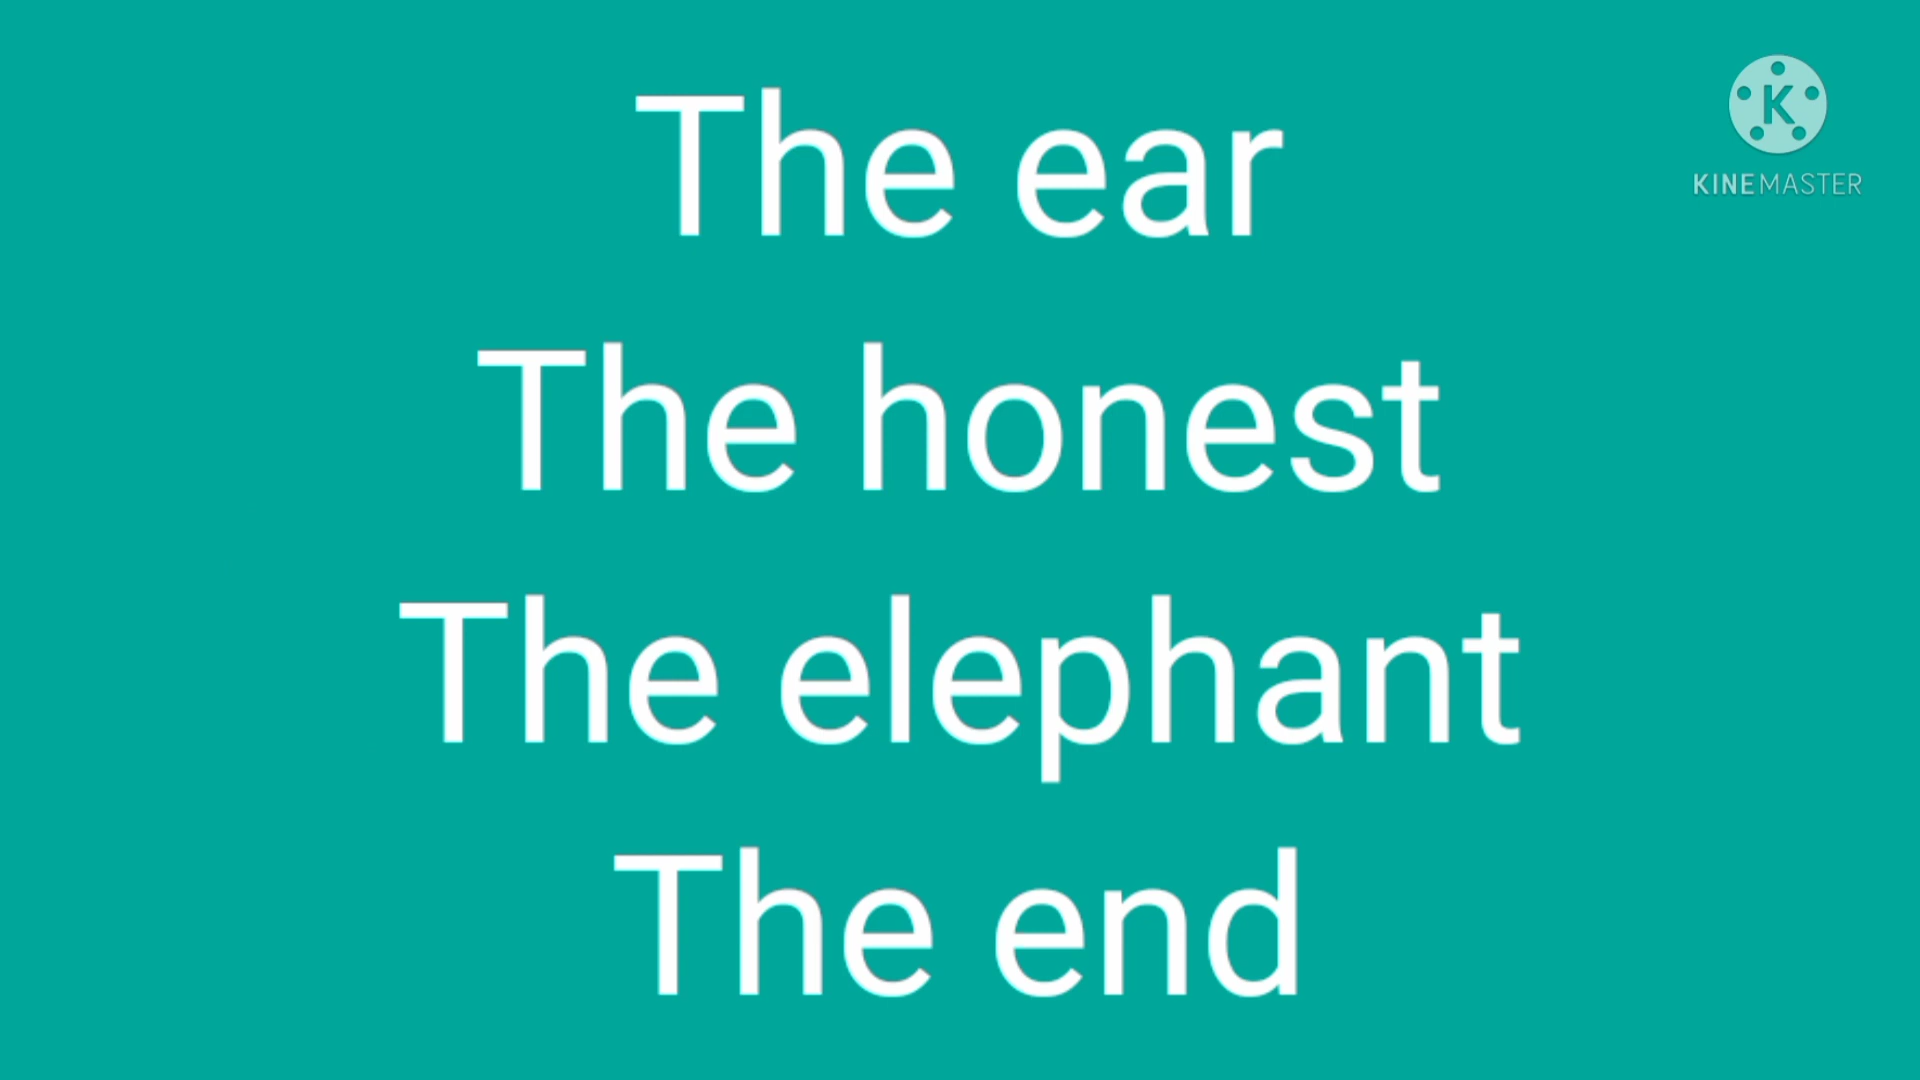 The ear
K
KINEMASTER
The honest
The elephant
The end